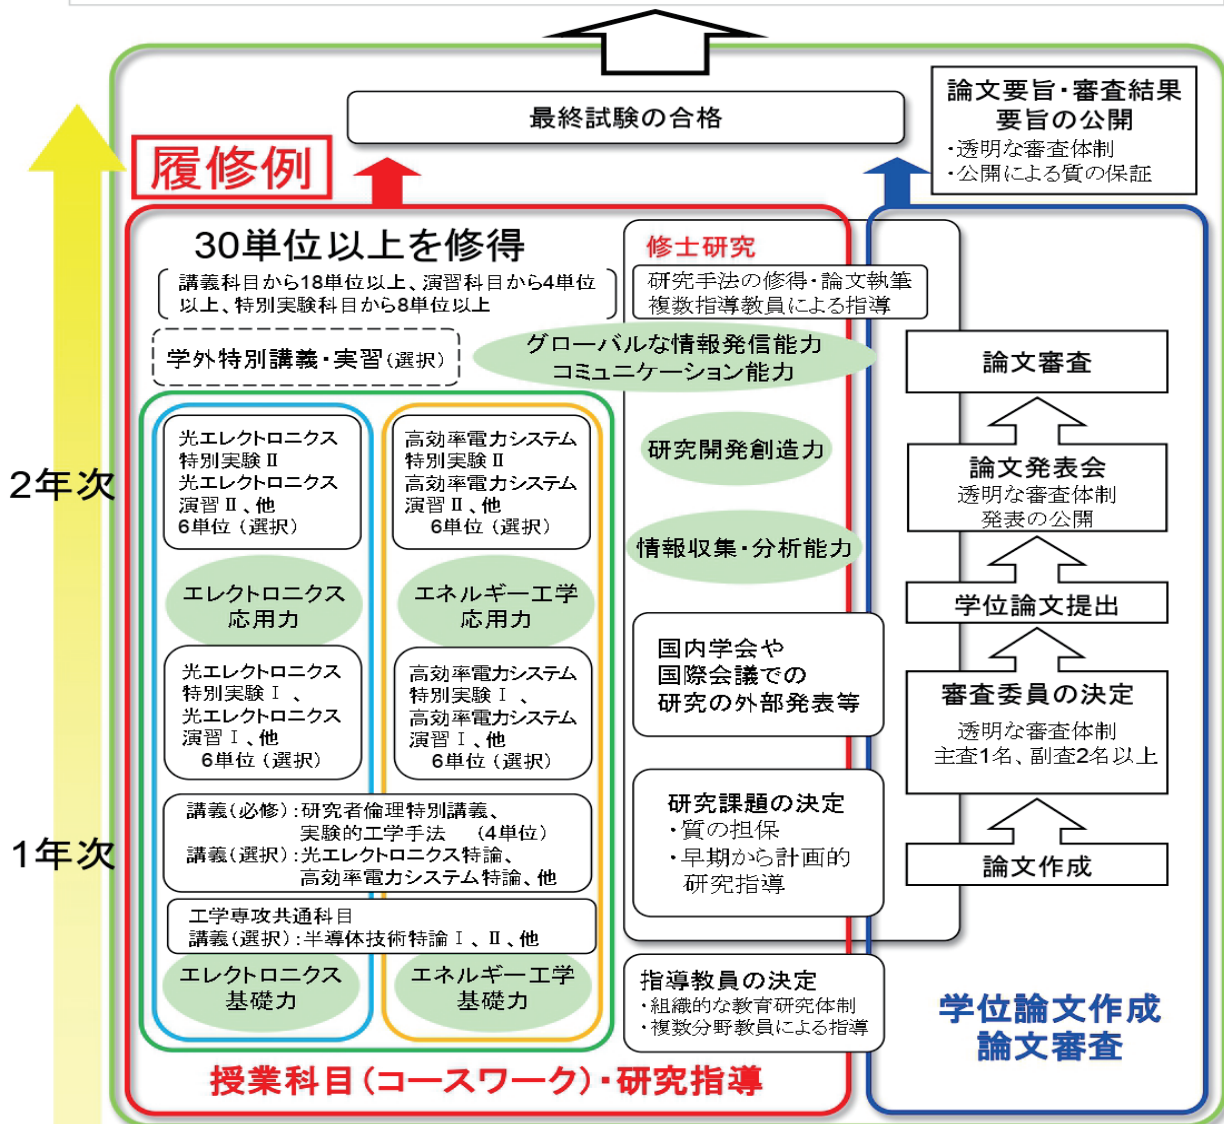 最終試験の合格
論文要旨・審査結果
要旨の公開
・透明な審査体制
・公開による質の保証
履修例
30単位以上を修得
講義科目から18単位以上、演習科目から4単位
以上、特別実験科目から8単位以上
学外特別講義・実習(選択)
修士研究
研究手法の修得・論文執筆
複数指導教員による指導
グローバルな情報発信能力
コミュニケーション能力
研究開発創造力
情報収集・分析能力
国内学会や
国際会議での
研究の外部発表等
研究課題の決定
・質の担保
・早期から計画的
研究指導
指導教員の決定
・組織的な教育研究体制
・複数分野教員による指導
2年次
光エレクトロニクス
特別実験Ⅱ
光エレクトロニクス
演習Ⅱ、他
6単位(選択)
高効率電力システム
特別実験Ⅱ
高効率電力システム
演習Ⅱ、他
6単位(選択)
エレクトロニクス
応用力
エネルギー工学
応用力
光エレクトロニクス
特別実験Ⅰ、
光エレクトロニクス
演習Ⅰ、他
6単位(選択)
高効率電力システム
特別実験Ⅰ、
高効率電力システム
演習Ⅰ、他
6単位(選択)
1年次
講義(必修):研究者倫理特別講義、
実験的工学手法 (4単位)
講義(選択):光エレクトロニクス特論、
高効率電力システム特論、他
工学専攻共通科目
講義(選択):半導体技術特論Ⅰ、Ⅱ、他
エレクトロニクス
基礎力
エネルギー工学
基礎力
授業科目(コースワーク)・研究指導
論文審査
論文発表会
透明な審査体制
発表の公開
学位論文提出
審査委員の決定
透明な審査体制
主査1名、副査2名以上
論文作成
学位論文作成
論文審査